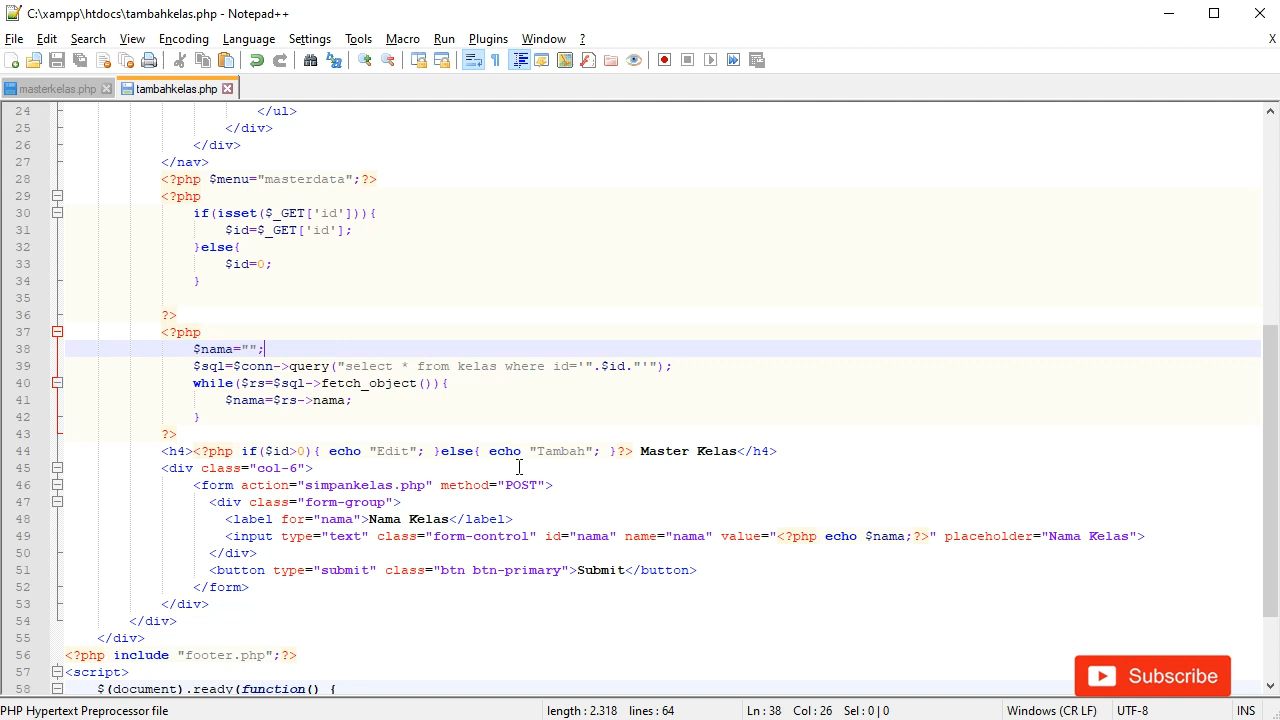 C:\xampp\htdocs\tambahkelas.php - Notepad++
File Edit Search View Encoding Language Settings Tools Macro Run Plugins Window ? X
masterkelas.php tambahkelas.php
24 </ul>
25 </div>
26 </div>
27 </nav>
28 <?php $menu="masterdata";?>
29 <?php
30 if(isset($_GET['id'])){
31 $id=$_GET['id'];
32 }else{
33 $id=0;
34 }
35
36 ?>
37 <?php
38 $nama="";
39 $sql=$conn->query("select * from kelas where id='".$id."'");
40 while($rs=$sql->fetch_object()){
41 $nama=$rs->nama;
42 }
43 ?>
44 <h4><?php if($id>0){ echo "Edit"; }else{ echo "Tambah"; }?> Master Kelas</h4>
45 <div class="col-6">
46 <form action="simpankelas.php" method="POST">
47 <div class="form-group">
48 <label for="nama">Nama Kelas</label>
49 <input type="text" class="form-control" id="nama" name="nama" value="<?php echo $nama;?>" placeholder="Nama Kelas">
50 </div>
51 <button type="submit" class="btn btn-primary">Submit</button>
52 </form>
53 </div>
54 </div>
55 </div>
56 <?php include "footer.php";?>
57 <script>
58 $(document).ready(function() {
Subscribe
PHP Hypertext Preprocessor file length : 2.318 lines : 64 Ln : 38 Col : 26 Sel : 0 | 0 Windows (CR LF) UTF-8 INS